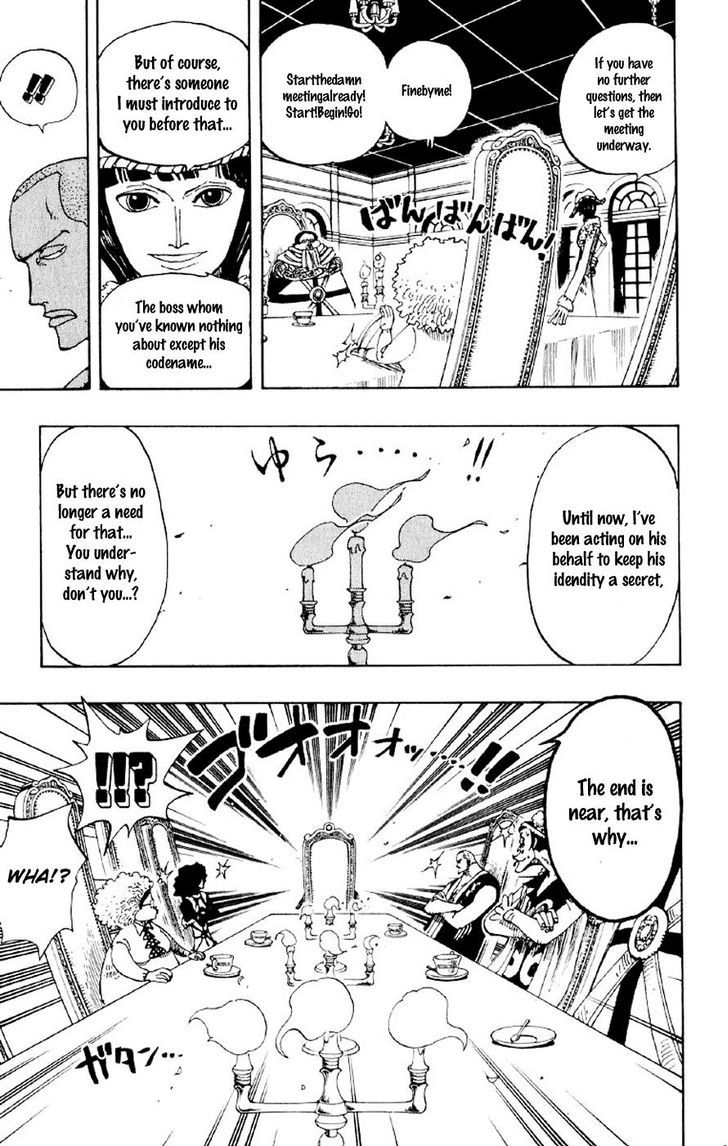 If you have
no further
questions, then
let's get the
meeting
underway.
Finebyme!
Startthedamn
meetingalready!
Start!Begin!Go!
ばんばんばん!
But of course,
there's someone
I must introduce to
you before that...
The boss whom
you've known nothing
about except his
codename...
!!
ゆら・・・・!!
Until now, I've
been acting on his
behalf to keep his
idendity a secret,
But there's no
longer a need
for that...
You under-
stand why,
don't you...?
The end is
near, that's
why...
ズオオオオッ・・・・!!
!!!?
WHA!?
ガタン・・・